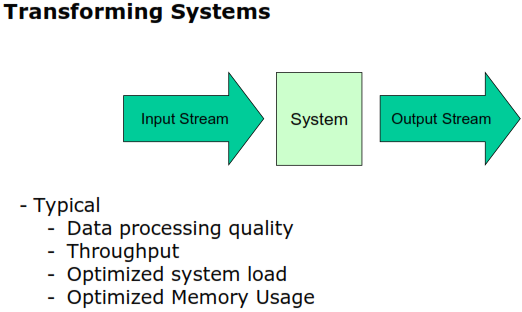 Transforming Systems
Input Stream
System
Output Stream
- Typical
- Data processing quality
- Throughput
- Optimized system load
- Optimized Memory Usage